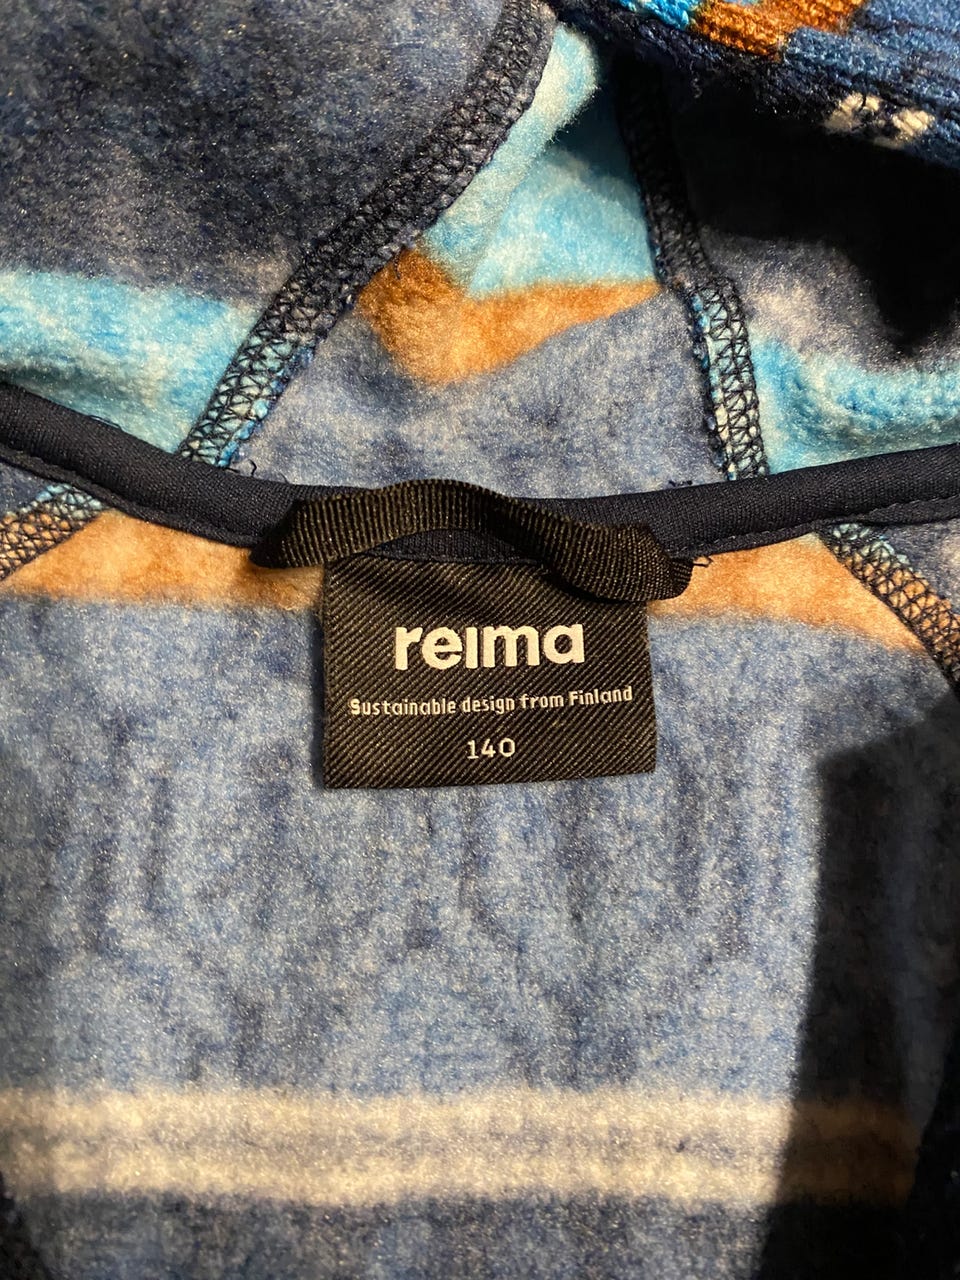 reima
Sustainable design from Finland
140